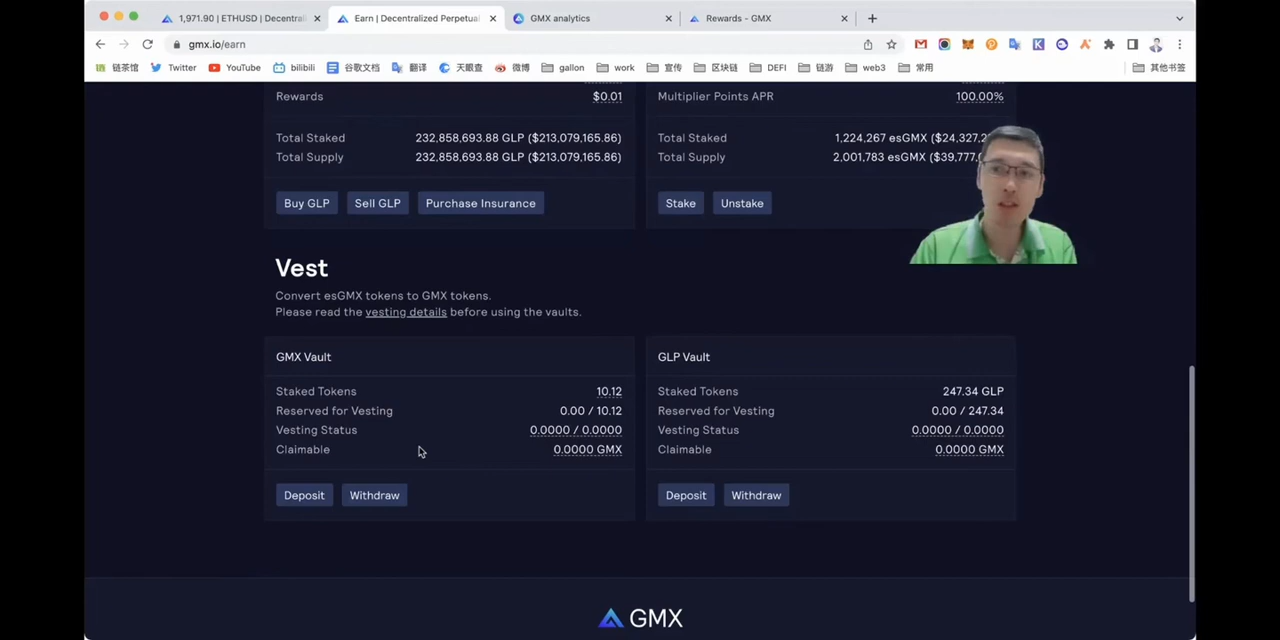 1,971.90 | ETHUSD | Decentral
Earn | Decentralized Perpetual
GMX analytics
Rewards - GMX
gmx.io/earn
链茶馆
Twitter
YouTube
bilibili
谷歌文档
翻译
天眼查
微博
gallon
work
宣传
区块链
DEFI
链游
web3
常用
其他书签
Rewards $0.01
Multiplier Points APR 100.00%
Total Staked 232,858,693.88 GLP ($213,079,165.86)
Total Supply 232,858,693.88 GLP ($213,079,165.86)
Total Staked 1,224,267 esGMX ($24,327,2
Total Supply 2,001,783 esGMX ($39,777,
Buy GLP
Sell GLP
Purchase Insurance
Stake
Unstake
Vest
Convert esGMX tokens to GMX tokens.
Please read the vesting details before using the vaults.
GMX Vault
Staked Tokens 10.12
Reserved for Vesting 0.00 / 10.12
Vesting Status 0.0000 / 0.0000
Claimable 0.0000 GMX
Deposit
Withdraw
GLP Vault
Staked Tokens 247.34 GLP
Reserved for Vesting 0.00 / 247.34
Vesting Status 0.0000 / 0.0000
Claimable 0.0000 GMX
Deposit
Withdraw
GMX